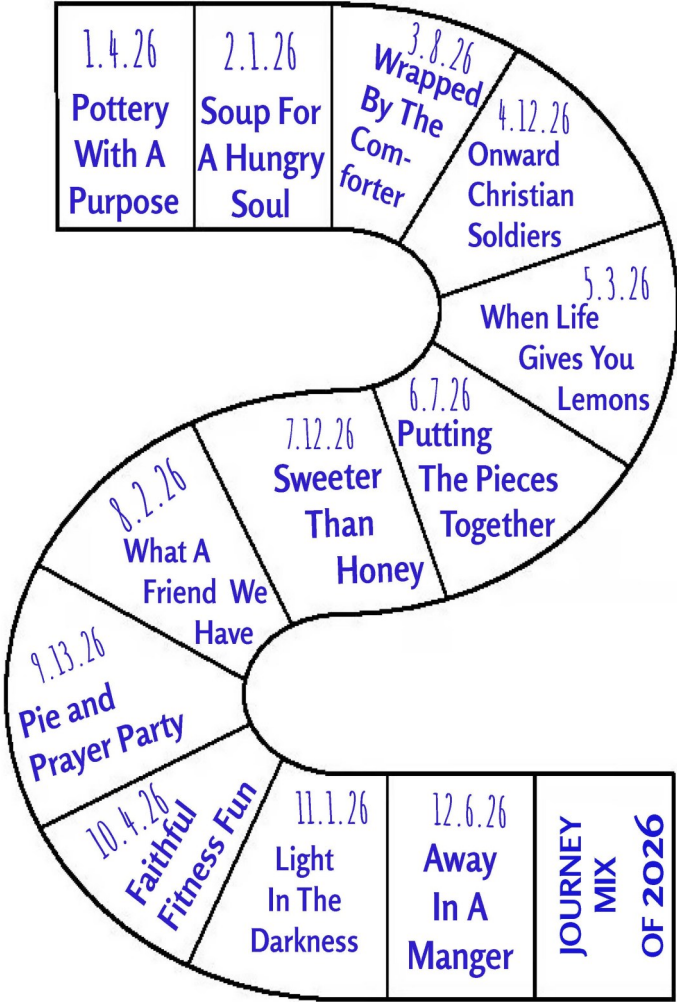 1.4.26
Pottery
With A
Purpose
2.1.26
Soup For
A Hungry
Soul
3.8.26
Wrapped
By The
Com-
forter
4.12.26
Onward
Christian
Soldiers
5.3.26
When Life
Gives You
Lemons
6.7.26
Putting
The Pieces
Together
7.12.26
Sweeter
Than
Honey
8.2.26
What A
Friend We
Have
9.13.26
Pie and
Prayer Party
10.4.26
Faithful
Fitness Fun
11.1.26
Light
In The
Darkness
12.6.26
Away
In A
Manger
JOURNEY
MIX
OF 2026